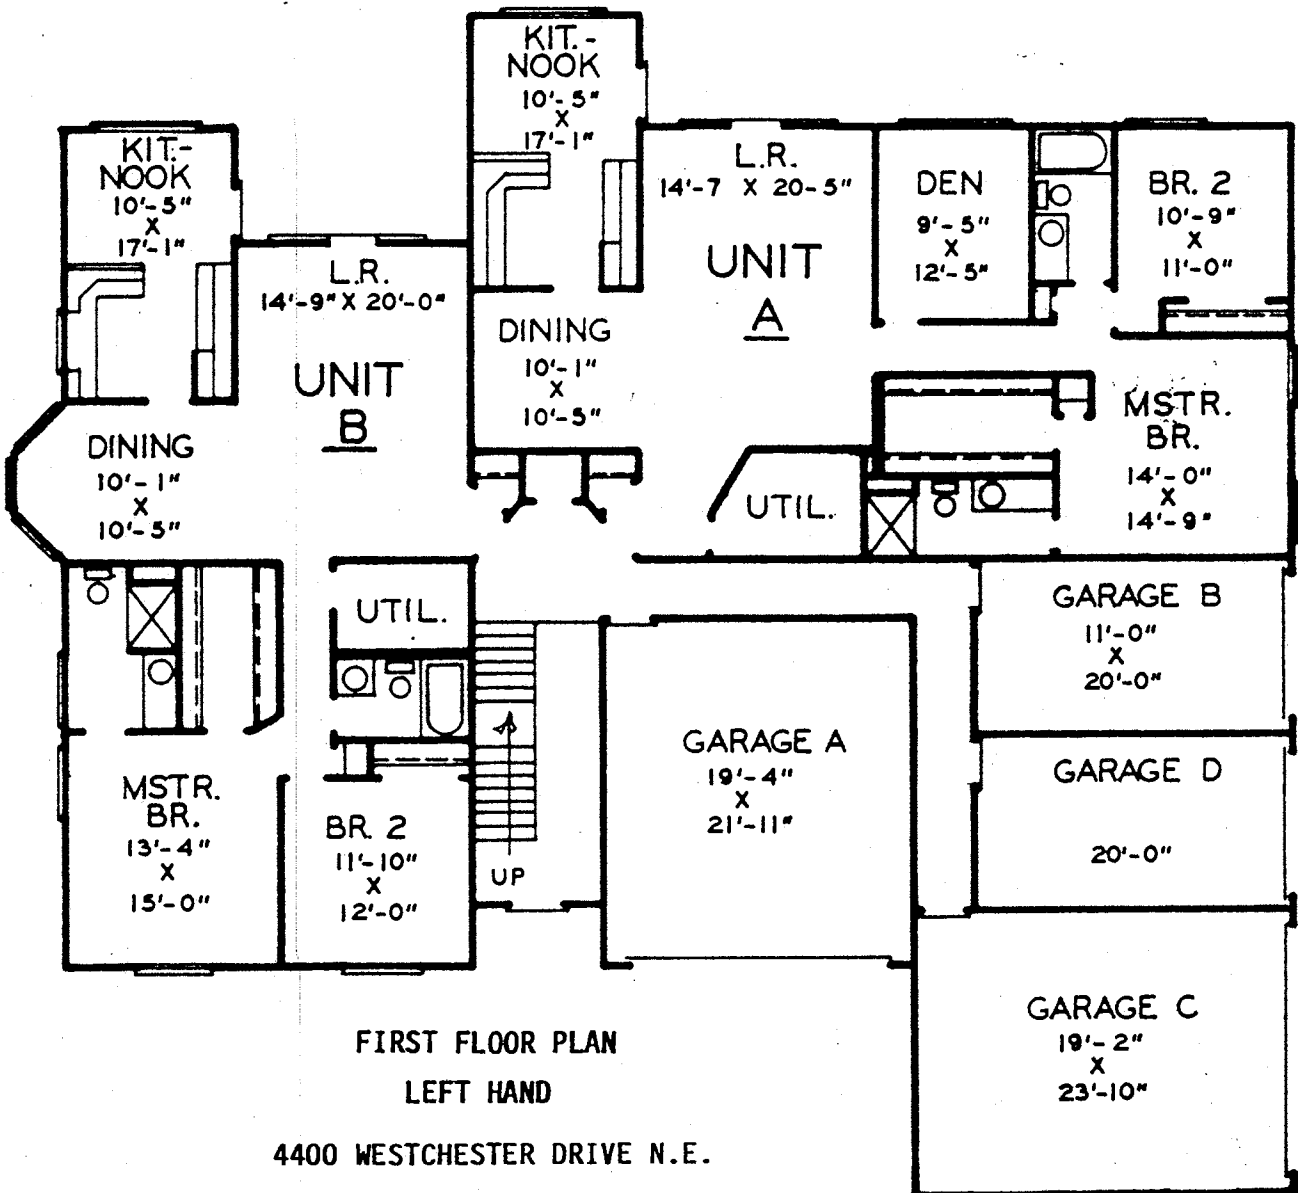 KIT.-
NOOK
10'-5"
X
17'-1"
KIT.-
NOOK
10'-5"
X
17'-1"
L.R.
14'-7 X 20-5"
DEN
9'-5"
X
12'-5"
BR. 2
10'-9"
X
11'-0"
L.R.
14'-9" X 20'-0"
UNIT
A
DINING
10'-1"
X
10'-5"
UNIT
B
MSTR.
BR.
14'-0"
X
14'-9"
DINING
10'-1"
X
10'-5"
UTIL.
UTIL.
GARAGE B
11'-0"
X
20'-0"
GARAGE A
19'-4"
X
21'-11"
GARAGE D
20'-0"
MSTR.
BR.
13'-4"
X
15'-0"
BR. 2
11'-10"
X
12'-0"
UP
GARAGE C
19'-2"
X
23'-10"
FIRST FLOOR PLAN
LEFT HAND
4400 WESTCHESTER DRIVE N.E.